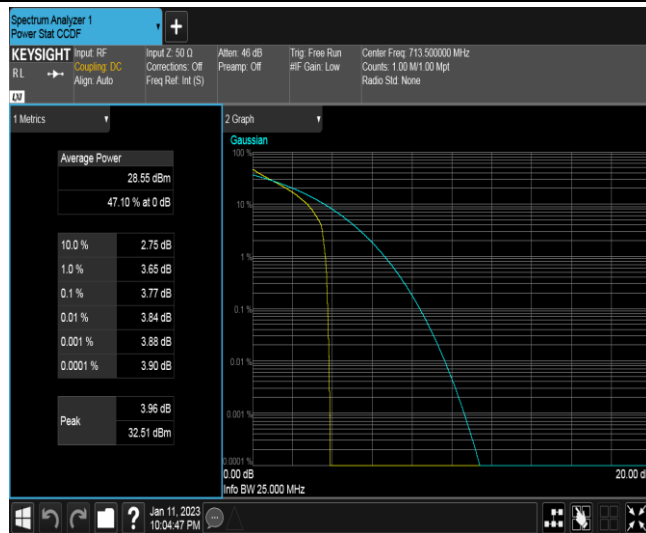 Spectrum Analyzer 1
Power Stat CCDF
KEYSIGHT
RL
Input: RF
Coupling: DC
Align: Auto
Input Z: 50 Ω
Corrections: Off
Freq Ref: Int (S)
Atten: 46 dB
Preamp: Off
Trig: Free Run
#IF Gain: Low
Center Freq: 713.500000 MHz
Counts: 1.00 M/1.00 Mpt
Radio Std: None
1 Metrics
Average Power
28.55 dBm
47.10 % at 0 dB
10.0 % 2.75 dB
1.0 % 3.65 dB
0.1 % 3.77 dB
0.01 % 3.84 dB
0.001 % 3.88 dB
0.0001 % 3.90 dB
Peak
3.96 dB
32.51 dBm
2 Graph
Gaussian
100 %
10 %
1 %
0.1 %
0.01 %
0.001 %
0.0001 %
0.00 dB
20.00 d
Info BW 25.000 MHz
?
Jan 11, 2023
10:04:47 PM